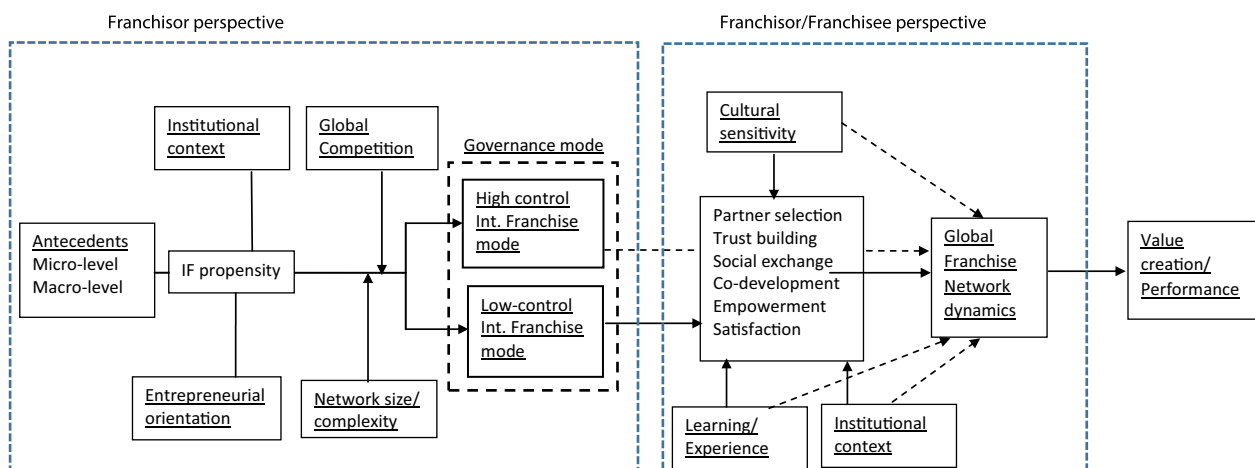 Franchisor perspective
Franchisor/Franchisee perspective
Institutional
context
Global
Competition
Governance mode
High control
Int. Franchise
mode
Low-control
Int. Franchise
mode
Antecedents
Micro-level
Macro-level
IF propensity
Entrepreneurial
orientation
Network size/
complexity
Cultural
sensitivity
Partner selection
Trust building
Social exchange
Co-development
Empowerment
Satisfaction
Global
Franchise
Network
dynamics
Value
creation/
Performance
Learning/
Experience
Institutional
context